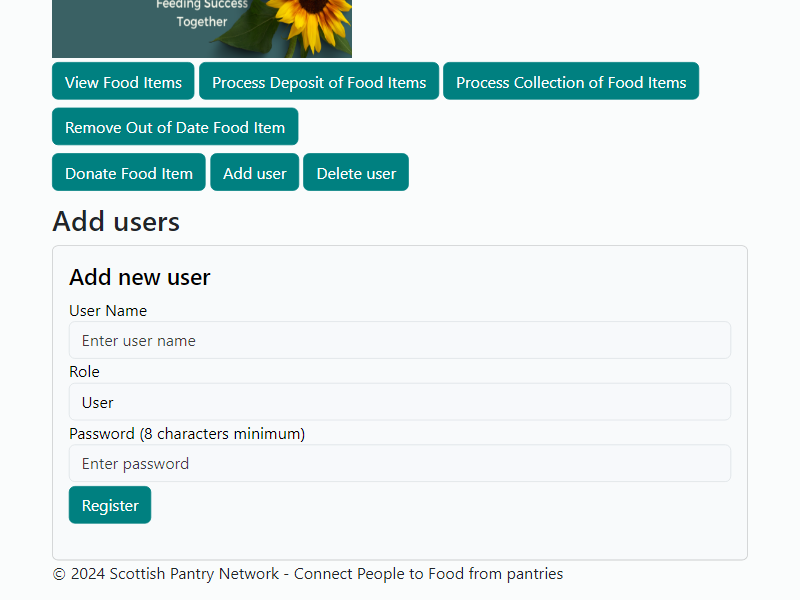 Feeding Success
Together
View Food Items
Process Deposit of Food Items
Process Collection of Food Items
Remove Out of Date Food Item
Donate Food Item
Add user
Delete user
Add users
Add new user
User Name
Enter user name
Role
User
Password (8 characters minimum)
Enter password
Register
© 2024 Scottish Pantry Network - Connect People to Food from pantries